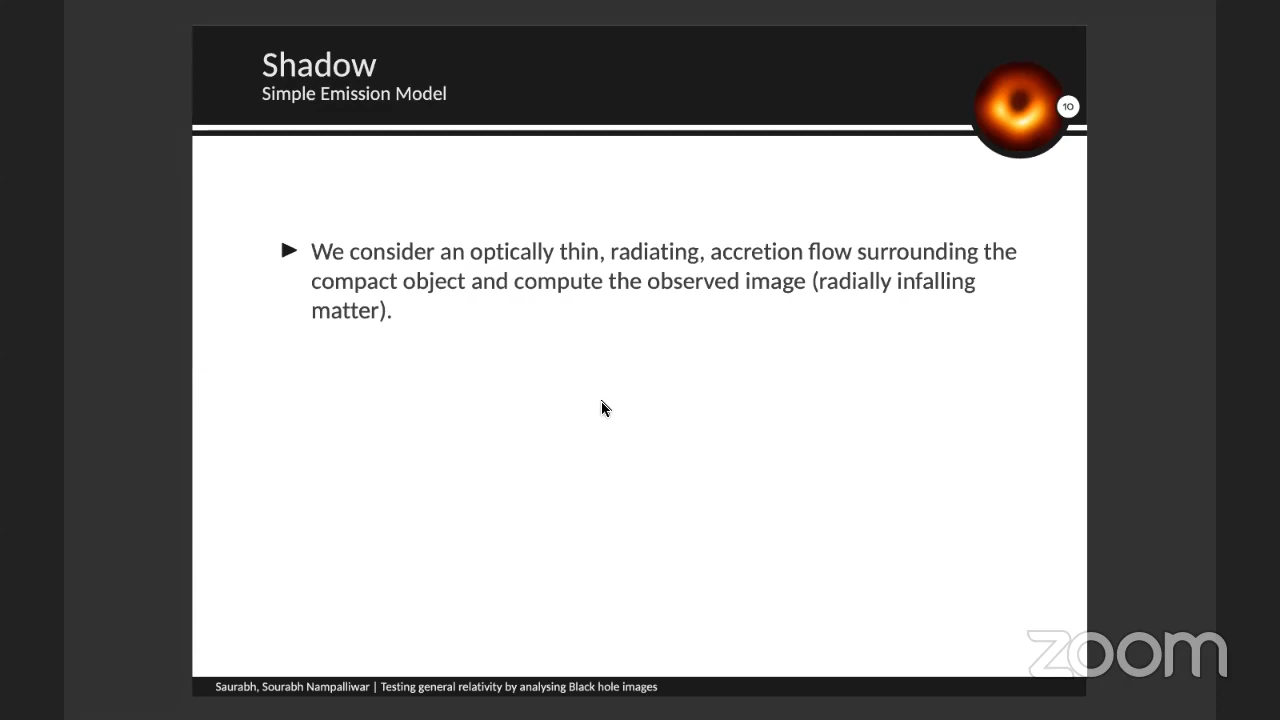 Shadow
Simple Emission Model
10
► We consider an optically thin, radiating, accretion flow surrounding the
compact object and compute the observed image (radially infalling
matter).
zoom
Saurabh, Sourabh Nampalliwar | Testing general relativity by analysing Black hole images